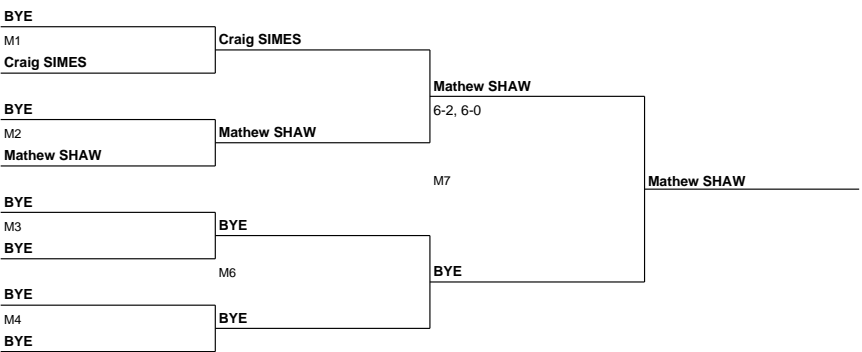 BYE
M1
Craig SIMES
Craig SIMES
BYE
M2
Mathew SHAW
Mathew SHAW
Mathew SHAW
6-2, 6-0
BYE
M3
BYE
BYE
M6
BYE
M4
BYE
BYE
BYE
M7
Mathew SHAW